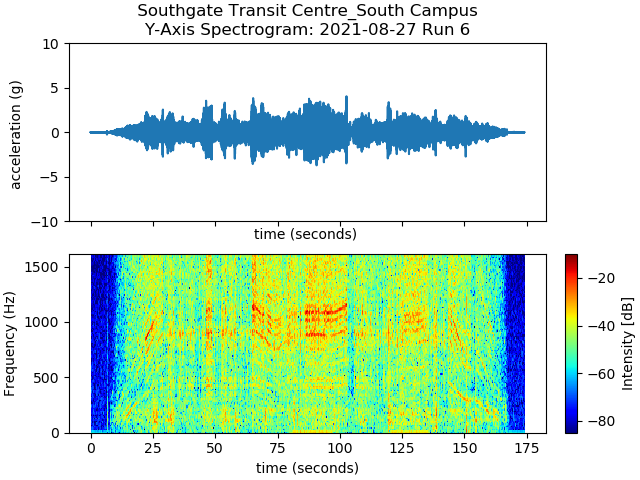 Southgate Transit Centre_South Campus
Y-Axis Spectrogram: 2021-08-27 Run 6
10
5
0
−5
−10
acceleration (g)
time (seconds)
1500
1000
500
0
Frequency (Hz)
0 25 50 75 100 125 150 175
time (seconds)
−20
−40
−60
−80
Intensity [dB]